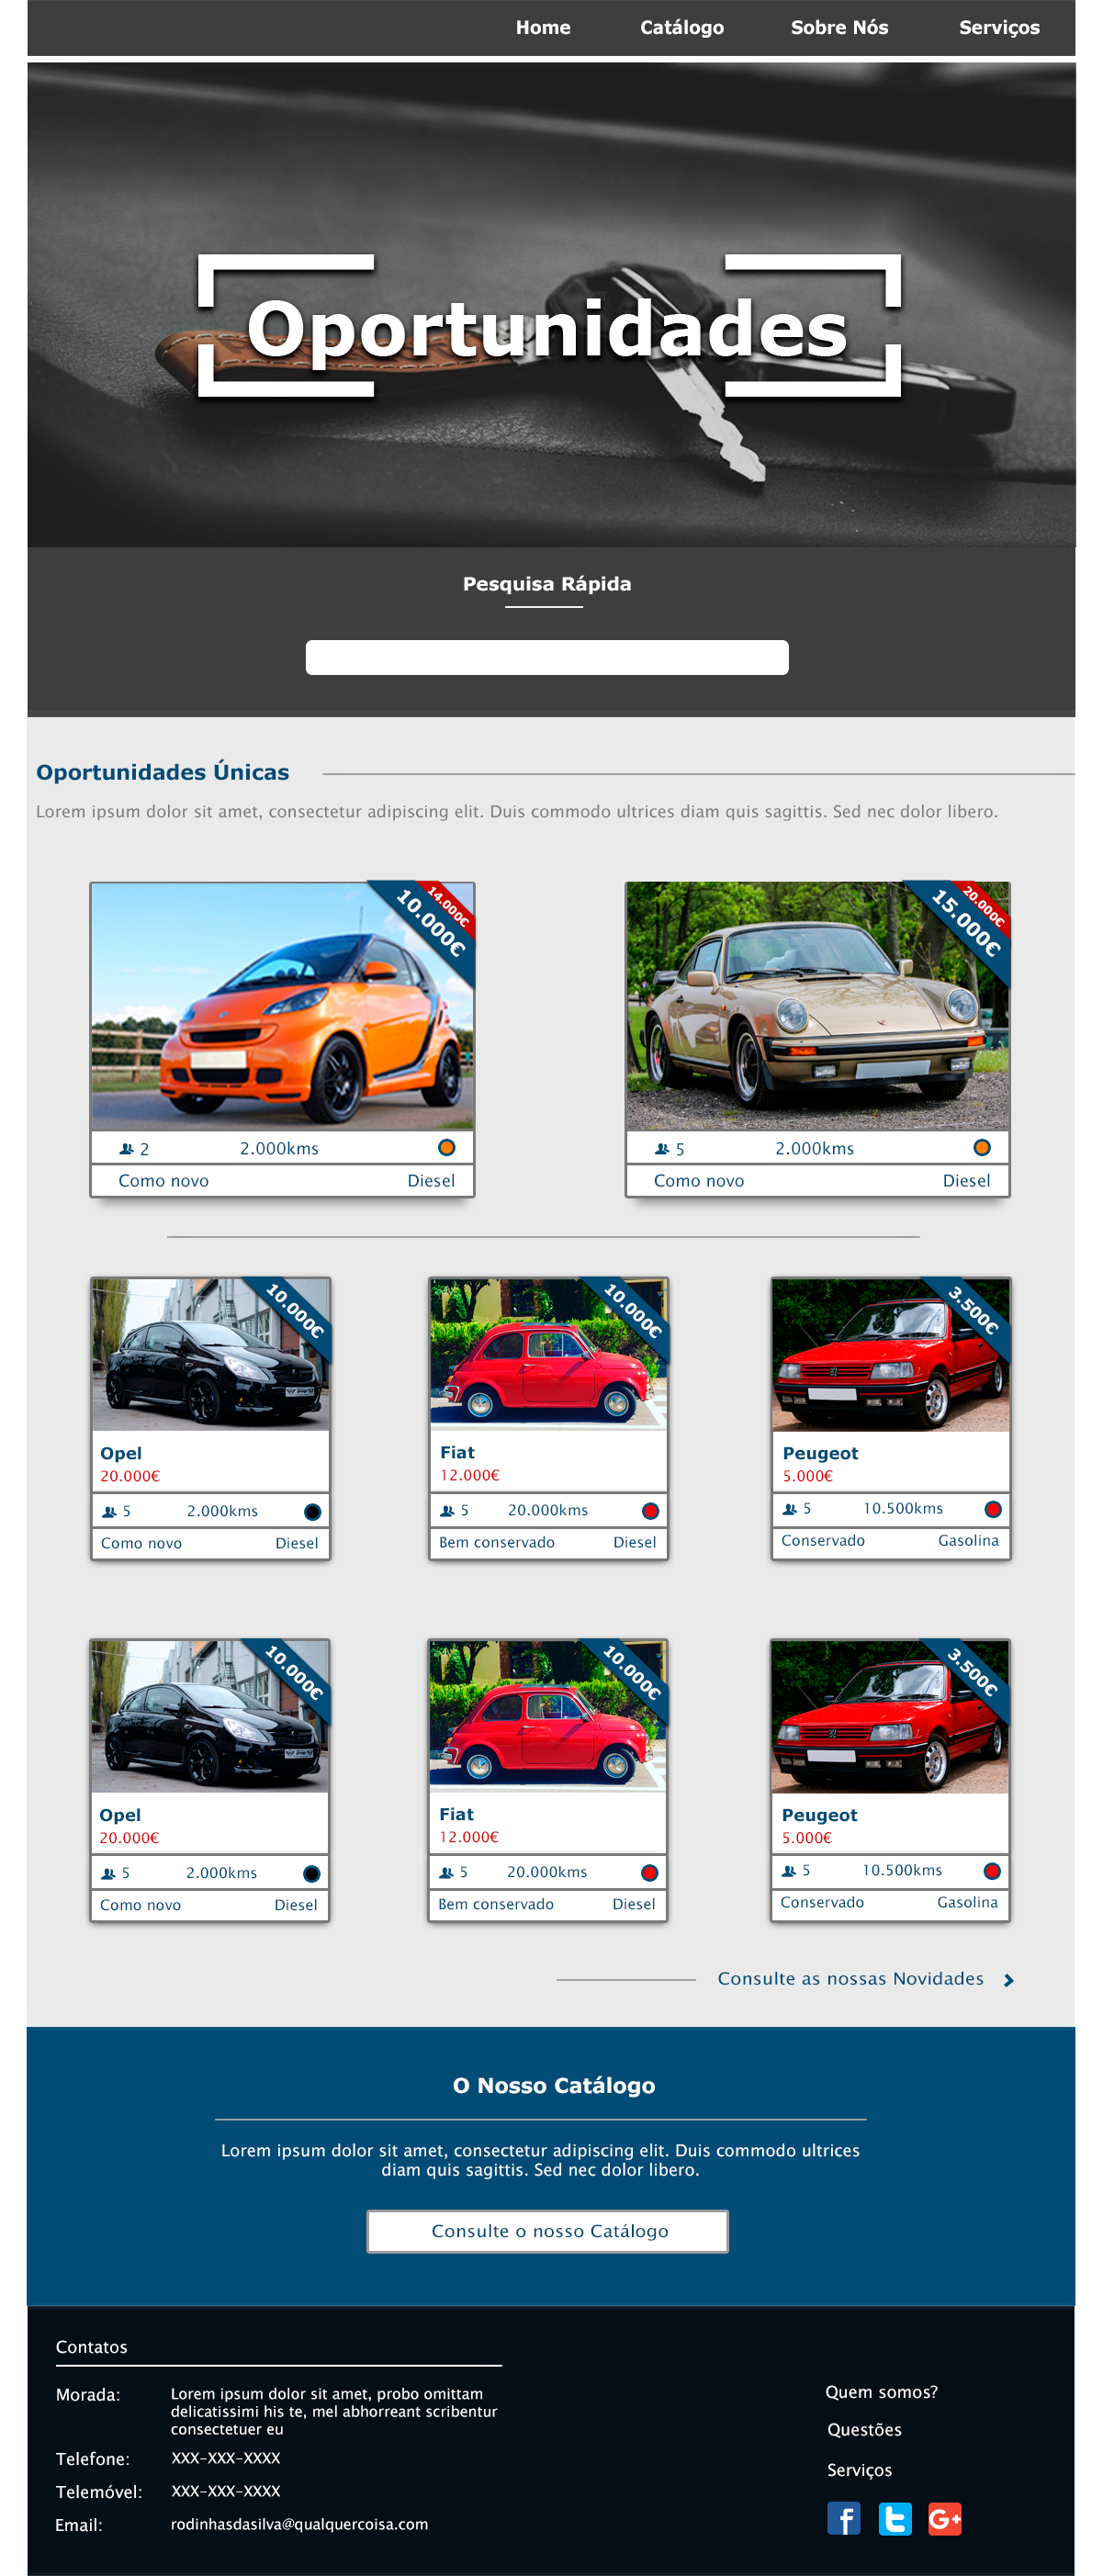 Home Catálogo Sobre Nós Serviços
Oportunidades
Pesquisa Rápida
Oportunidades Únicas
Lorem ipsum dolor sit amet, consectetur adipiscing elit. Duis commodo ultrices diam quis sagittis. Sed nec dolor libero.
14.000€
10.000€
2 2.000kms
Como novo Diesel
20.000€
15.000€
5 2.000kms
Como novo Diesel
10.000€
Opel
20.000€
5 2.000kms
Como novo Diesel
10.000€
Fiat
12.000€
5 20.000kms
Bem conservado Diesel
3.500€
Peugeot
5.000€
5 10.500kms
Conservado Gasolina
10.000€
Opel
20.000€
5 2.000kms
Como novo Diesel
10.000€
Fiat
12.000€
5 20.000kms
Bem conservado Diesel
3.500€
Peugeot
5.000€
5 10.500kms
Conservado Gasolina
Consulte as nossas Novidades
O Nosso Catálogo
Lorem ipsum dolor sit amet, consectetur adipiscing elit. Duis commodo ultrices
diam quis sagittis. Sed nec dolor libero.
Consulte o nosso Catálogo
Contatos
Morada: Lorem ipsum dolor sit amet, probo omittam
delicatissimi his te, mel abhorreant scribentur
consectetuer eu
Telefone: XXX-XXX-XXXX
Telemóvel: XXX-XXX-XXXX
Email: rodinhasdasilva@qualquercoisa.com
Quem somos?
Questões
Serviços
f t G+